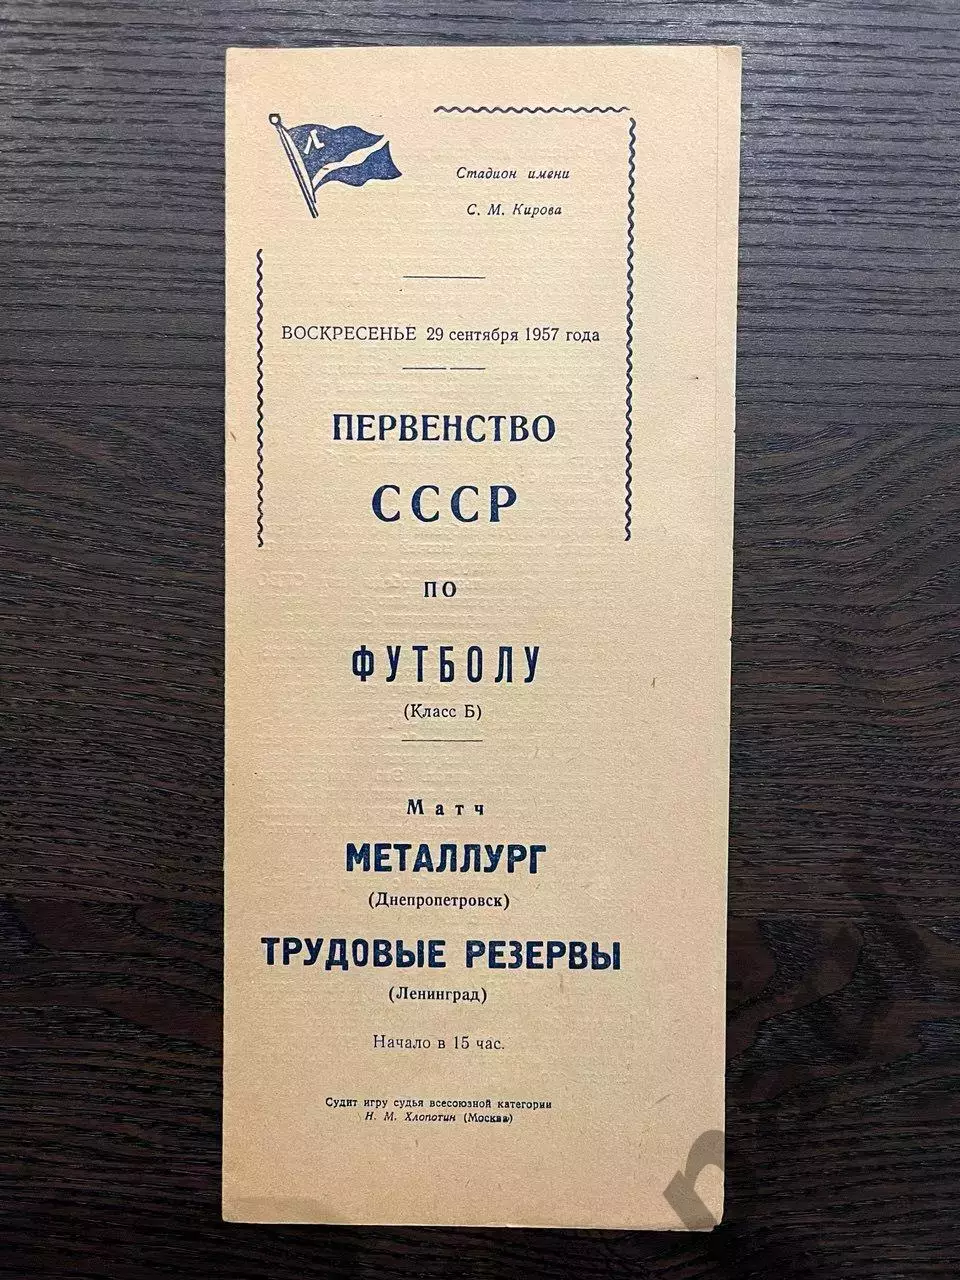 Л
Стадион имени
С. М. Кирова
ВОСКРЕСЕНЬЕ 29 сентября 1957 года
ПЕРВЕНСТВО
СССР
ПО
ФУТБОЛУ
(Класс Б)
Матч
МЕТАЛЛУРГ
(Днепропетровск)
ТРУДОВЫЕ РЕЗЕРВЫ
(Ленинград)
Начало в 15 час.
Судит игру судья всесоюзной категории
Н. М. Хлопотин (Москва)